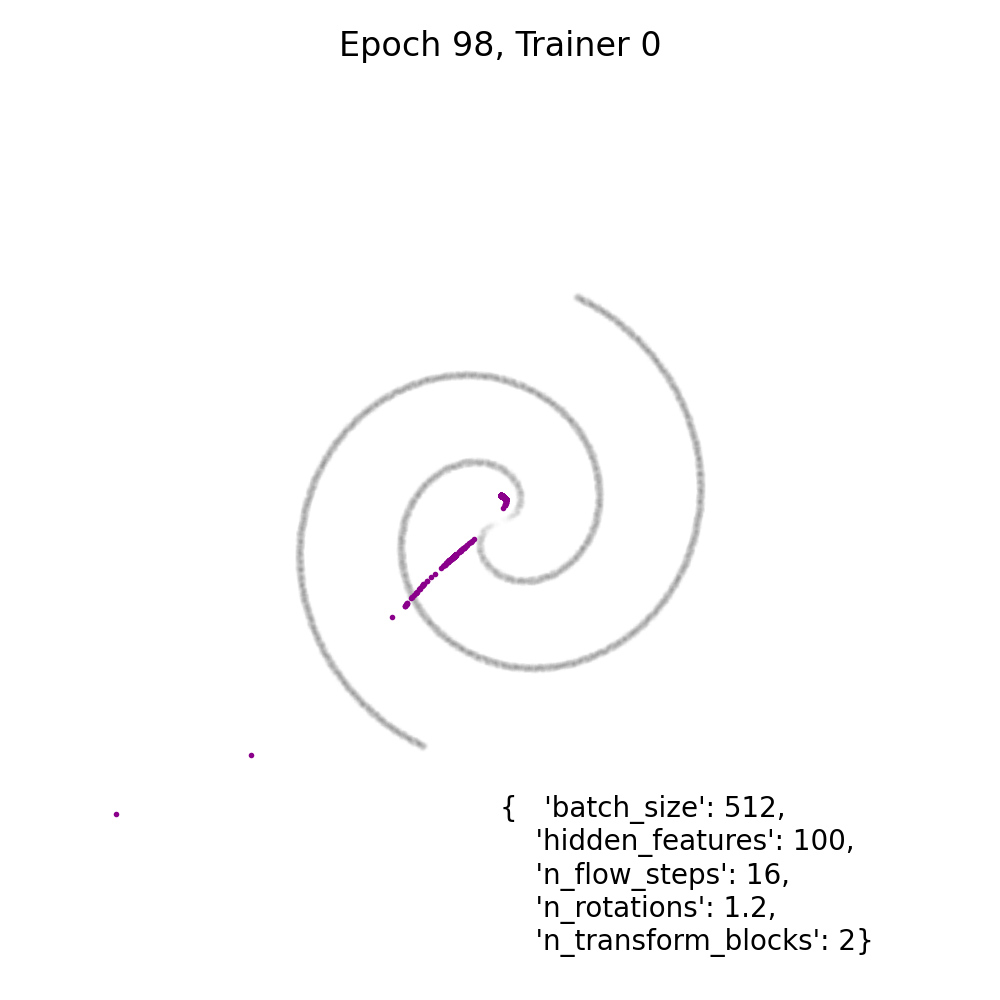 Epoch 98, Trainer 0
{   'batch_size': 512,
'hidden_features': 100,
'n_flow_steps': 16,
'n_rotations': 1.2,
'n_transform_blocks': 2}